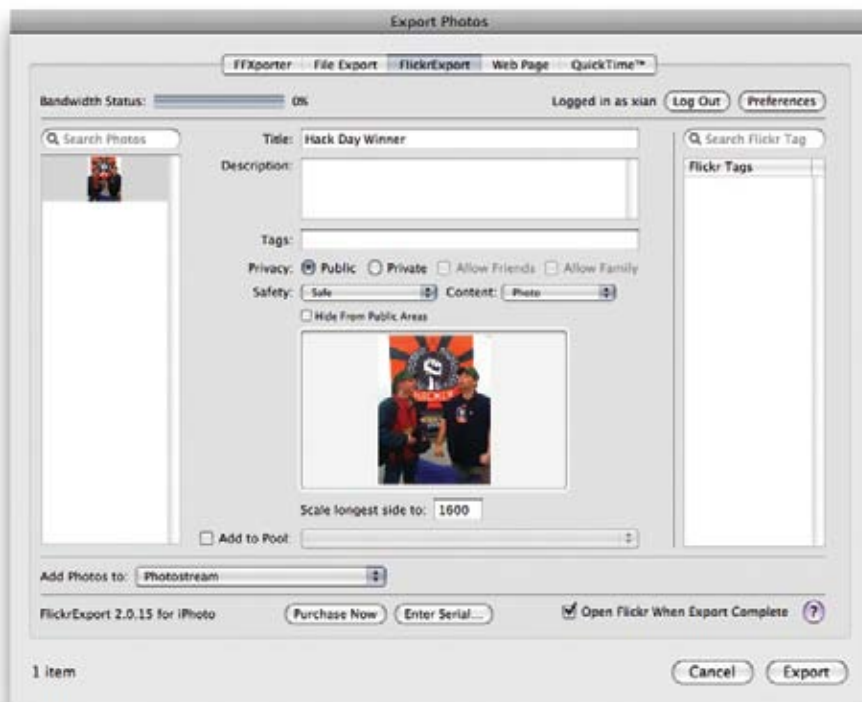 Export Photos
FFXporter File Export FlickrExport Web Page QuickTime™
Bandwidth Status: 0% Logged in as xian Log Out Preferences
Search Photos
Title: Hack Day Winner
Search Flickr Tag
Description:
Flickr Tags
Tags:
Privacy: Public Private Allow Friends Allow Family
Safety: Safe Content: Photo
Hide From Public Areas
HACKER
Scale longest side to: 1600
Add to Pool:
Add Photos to: Photostream
FlickrExport 2.0.15 for iPhoto Purchase Now Enter Serial... Open Flickr When Export Complete ?
1 item Cancel Export